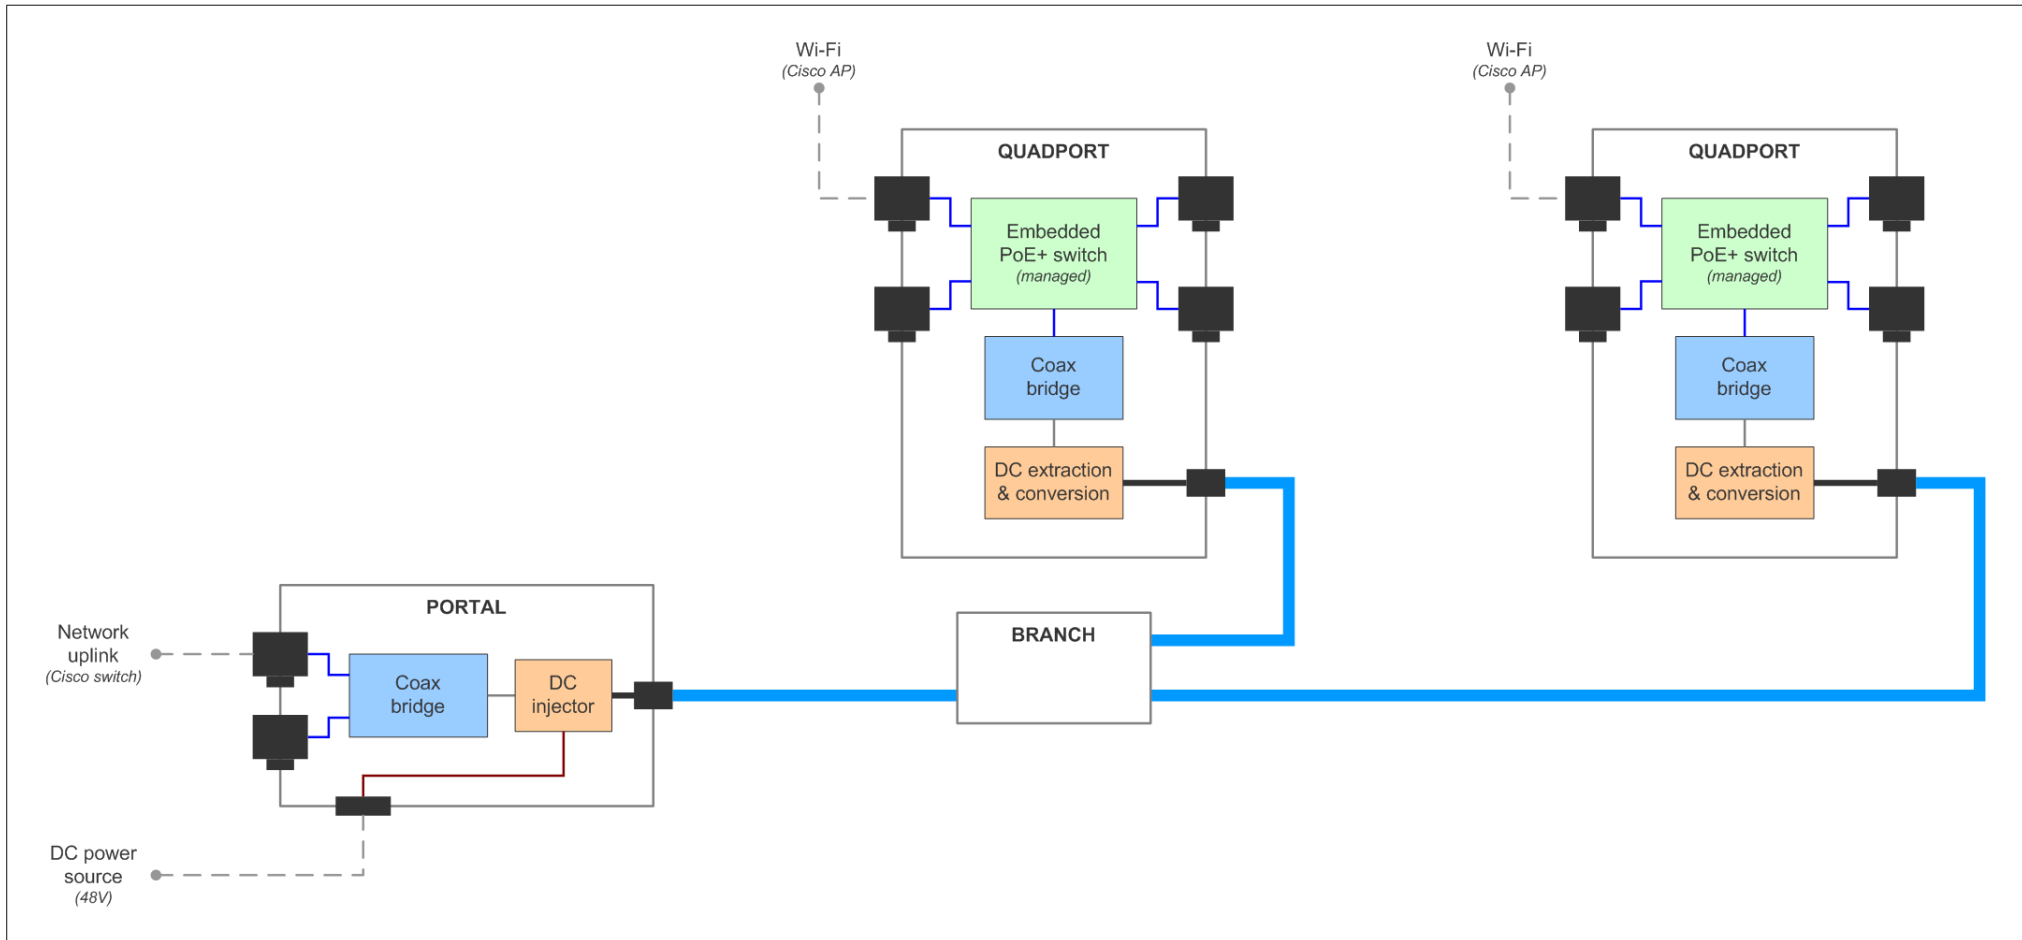 Wi-Fi
(Cisco AP)
Wi-Fi
(Cisco AP)
QUADPORT
Embedded
PoE+ switch
(managed)
Coax
bridge
DC extraction
& conversion
QUADPORT
Embedded
PoE+ switch
(managed)
Coax
bridge
DC extraction
& conversion
PORTAL
Network
uplink
(Cisco switch)
Coax
bridge
DC
injector
BRANCH
DC power
source
(48V)